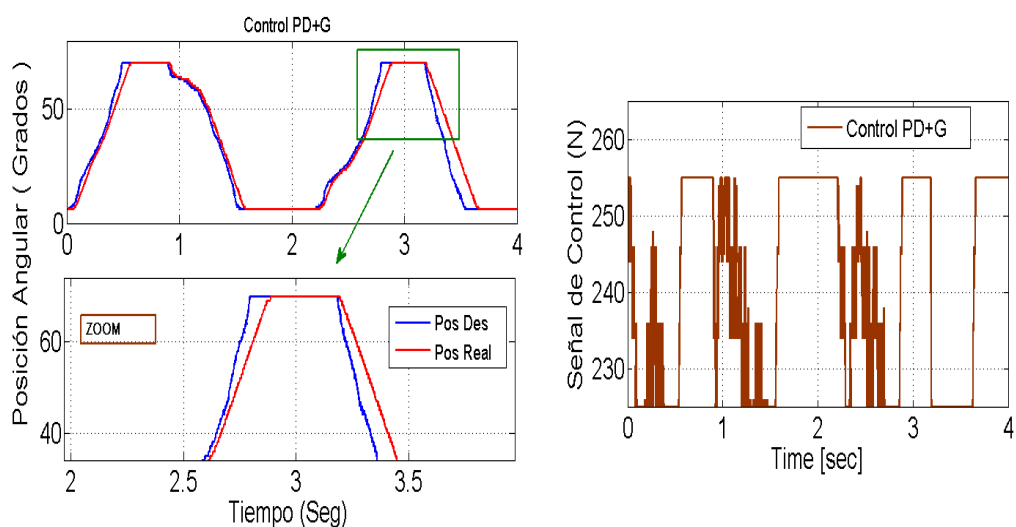 Control PD+G
Posición Angular ( Grados )
50
0
0
1
2
3
4
60
40
ZOOM
Pos Des
Pos Real
2
2.5
3
3.5
Tiempo (Seg)
Señal de Control (N)
260
250
240
230
Control PD+G
0
1
2
3
4
Time [sec]